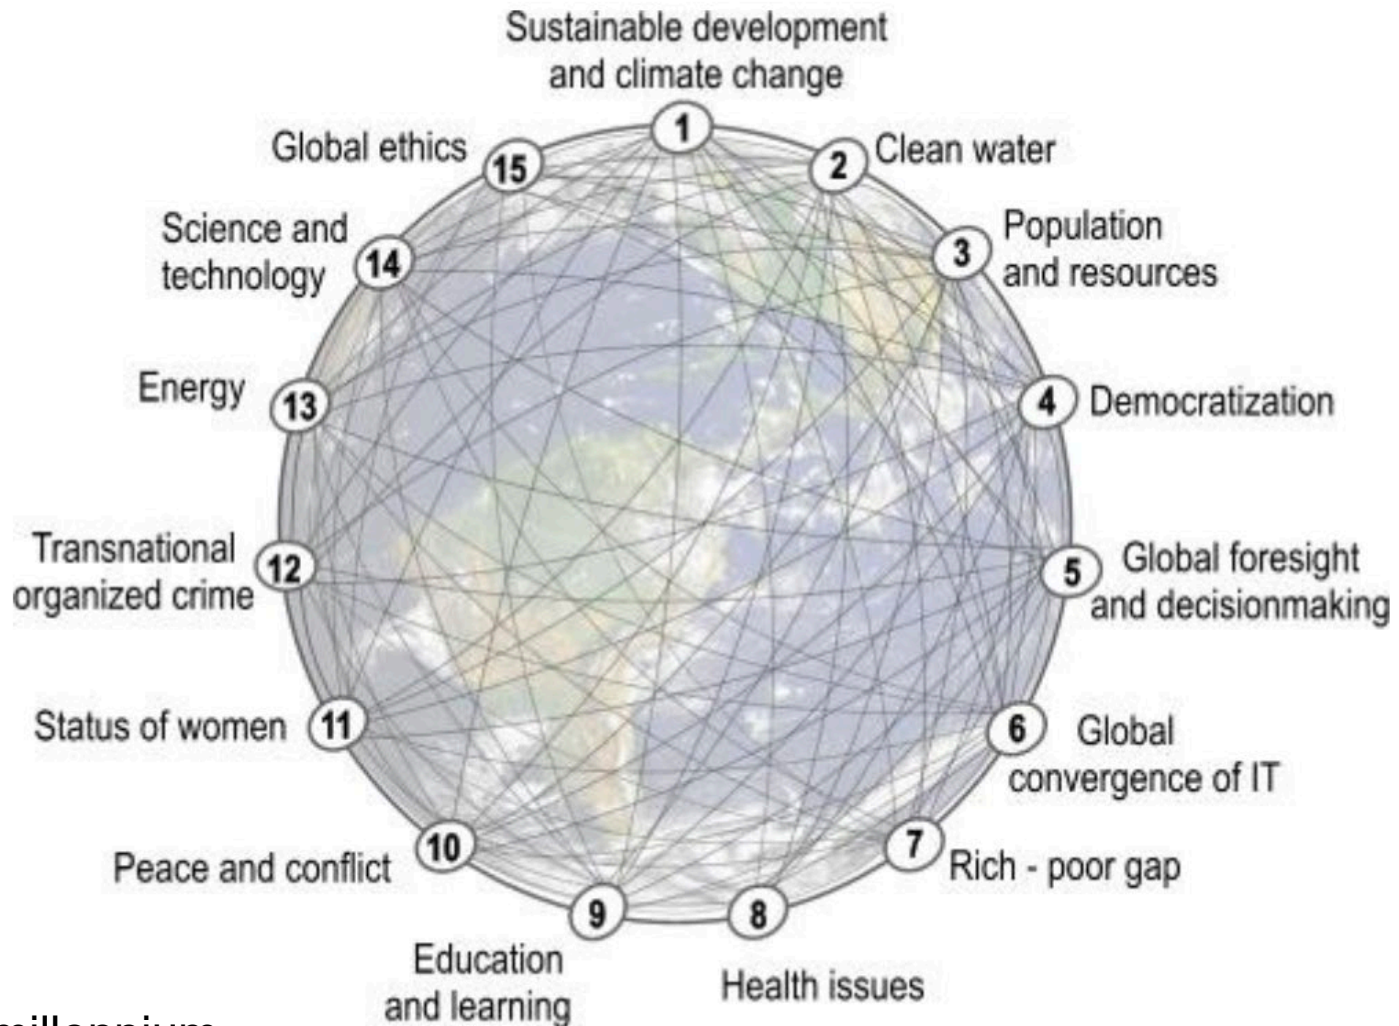 Sustainable development
and climate change
1
2
Clean water
3
Population
and resources
4
Democratization
5
Global foresight
and decisionmaking
6
Global
convergence of IT
7
Rich - poor gap
8
Health issues
9
Education
and learning
10
Peace and conflict
11
Status of women
12
Transnational
organized crime
13
Energy
14
Science and
technology
15
Global ethics